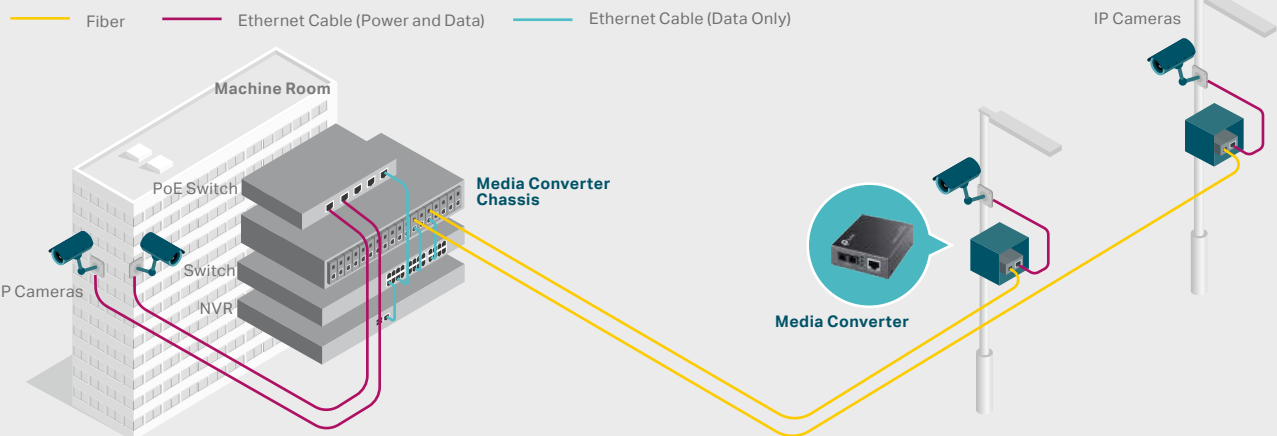 Fiber
Ethernet Cable (Power and Data)
Ethernet Cable (Data Only)
IP Cameras
Machine Room
PoE Switch
Media Converter
Chassis
Switch
P Cameras
NVR
Media Converter